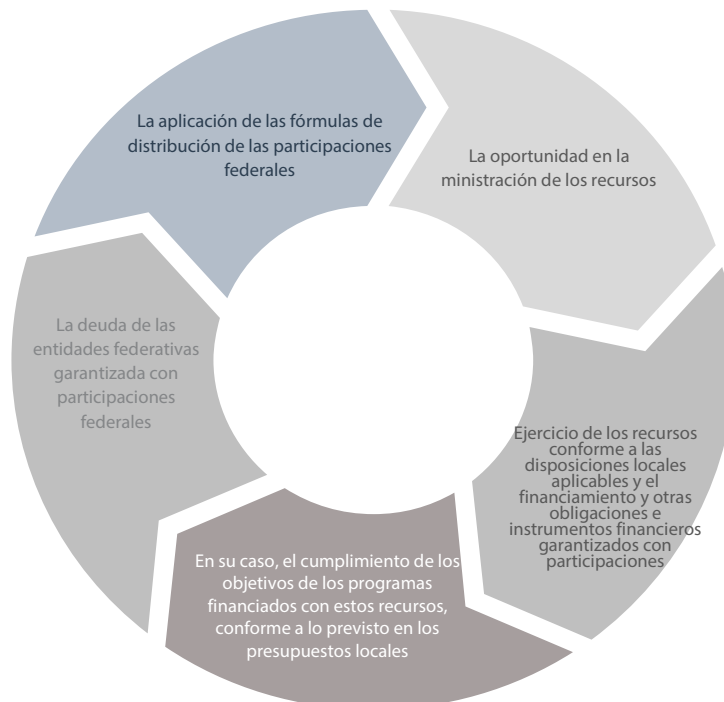 La aplicación de las fórmulas de
distribución de las participaciones
federales
La oportunidad en la
ministración de los recursos
Ejercicio de los recursos
conforme a las
disposiciones locales
aplicables y el
financiamiento y otras
obligaciones e
instrumentos financieros
garantizados con
participaciones
En su caso, el cumplimiento de los
objetivos de los programas
financiados con estos recursos,
conforme a lo previsto en los
presupuestos locales
La deuda de las
entidades federativas
garantizada con
participaciones
federales